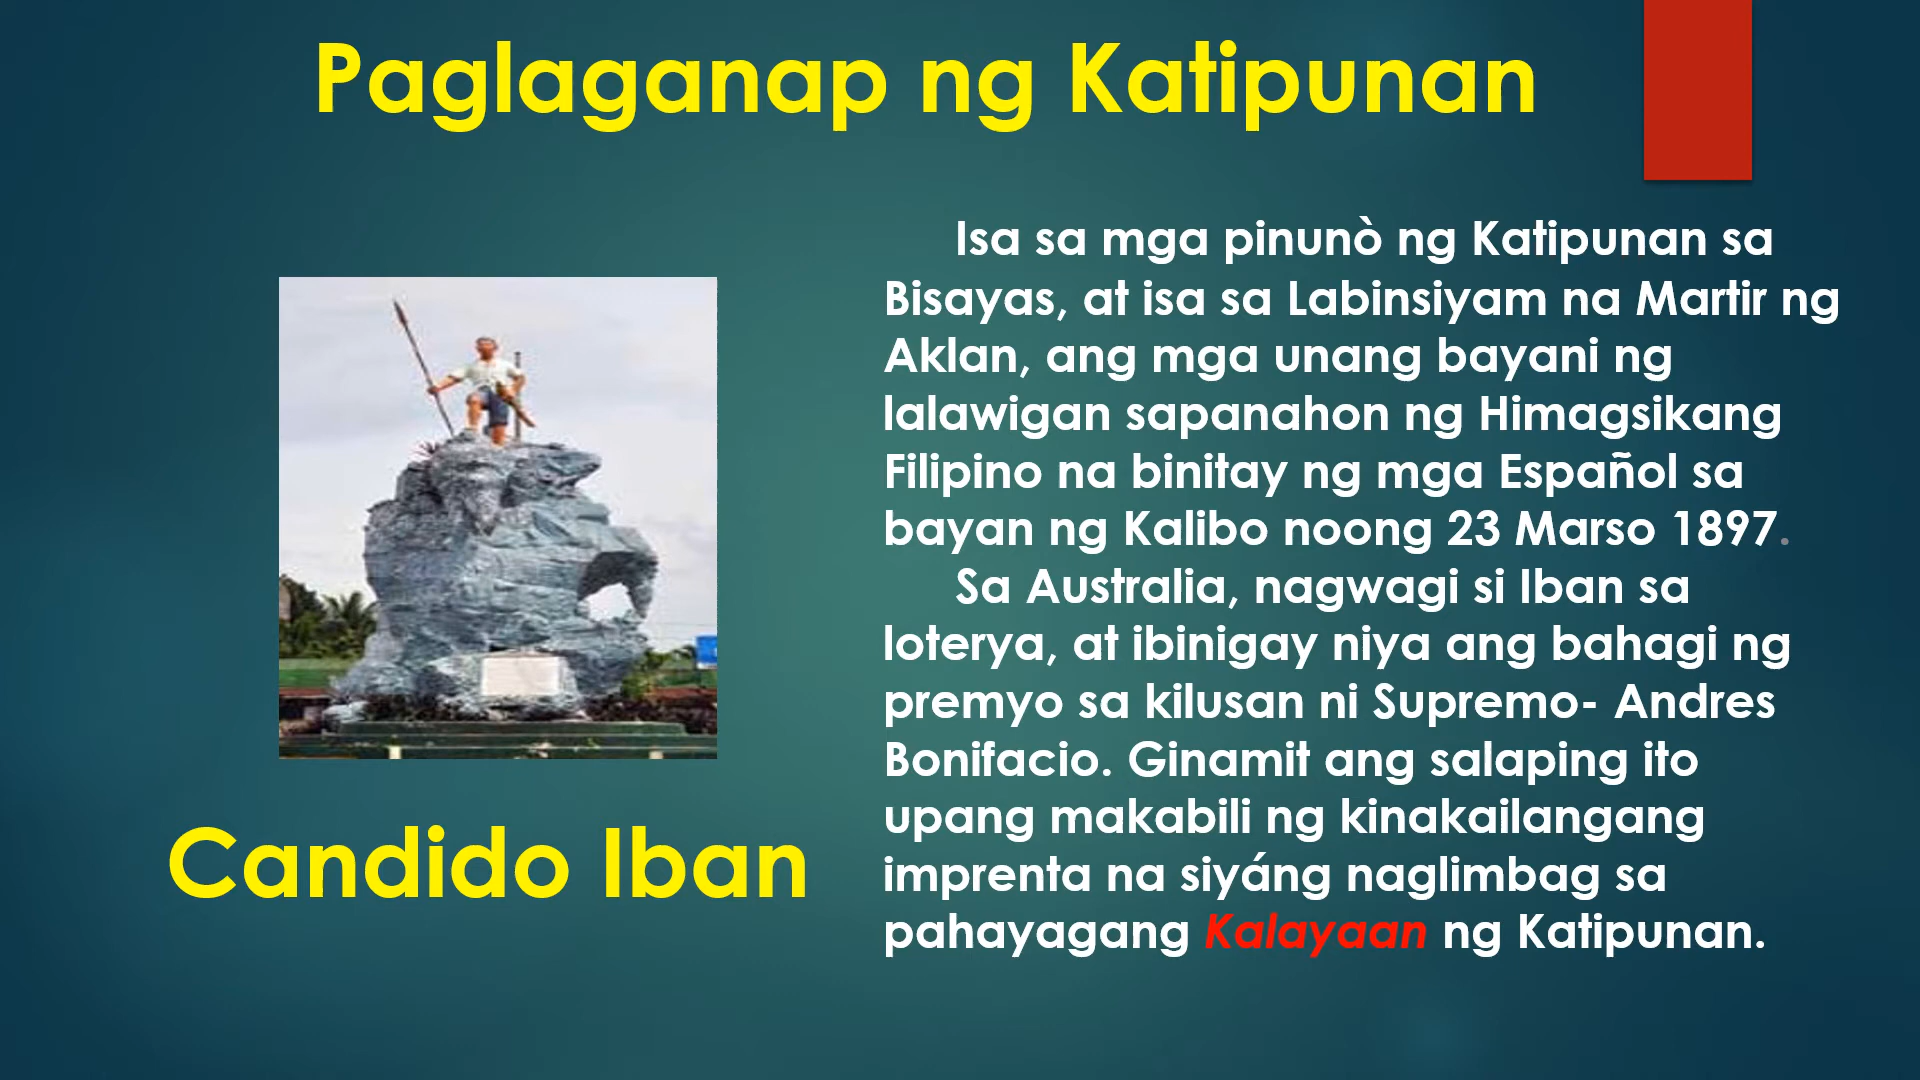 Paglaganap ng Katipunan
Isa sa mga pinunò ng Katipunan sa
Bisayas, at isa sa Labinsiyam na Martir ng
Aklan, ang mga unang bayani ng
lalawigan sapanahon ng Himagsikang
Filipino na binitay ng mga Español sa
bayan ng Kalibo noong 23 Marso 1897.
Sa Australia, nagwagi si Iban sa
loterya, at ibinigay niya ang bahagi ng
premyo sa kilusan ni Supremo- Andres
Bonifacio. Ginamit ang salaping ito
upang makabili ng kinakailangang
imprenta na siyáng naglimbag sa
pahayagang Kalayaan ng Katipunan.
Candido Iban